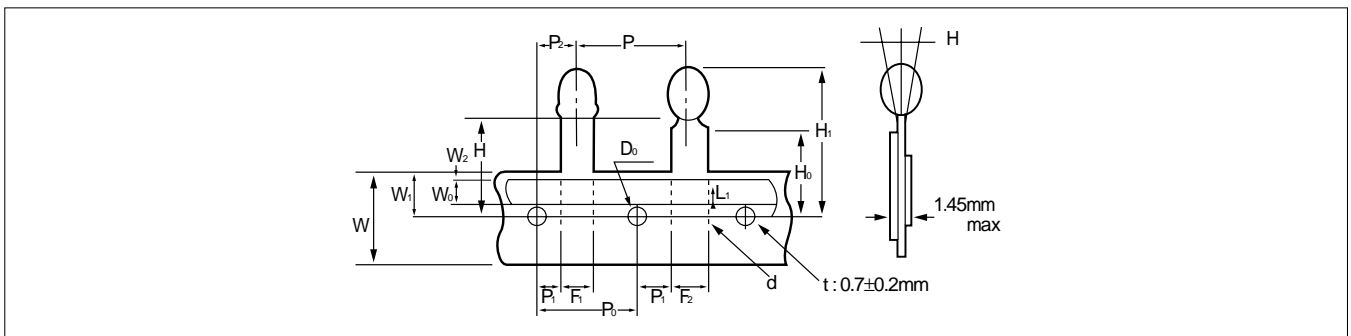 P₂
P
H
H
W₂
D₀
H₁
W₁
W₀
L₁
H₀
W
1.45mm
max
P₁
F₁
P₁
F₂
d
t : 0.7±0.2mm
P₀